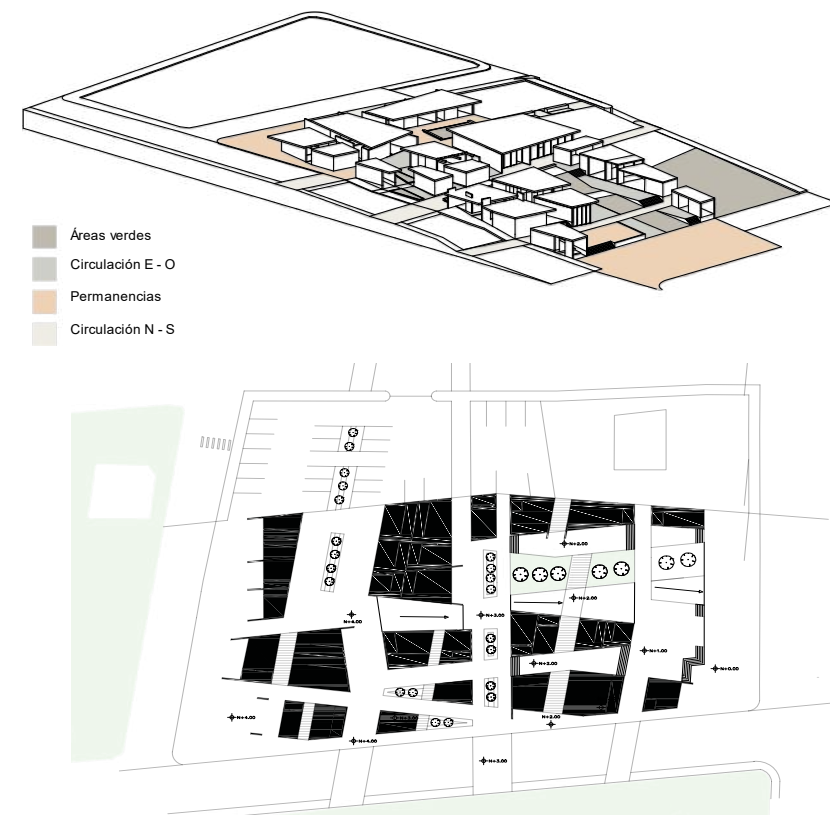 Áreas verdes
Circulación E - O
Permanencias
Circulación N - S
N+2.00
N+2.00
N+4.00
N+3.00
N+1.00
N+2.00
N+0.00
N+4.00
N+2.00
N+4.00
N+3.00